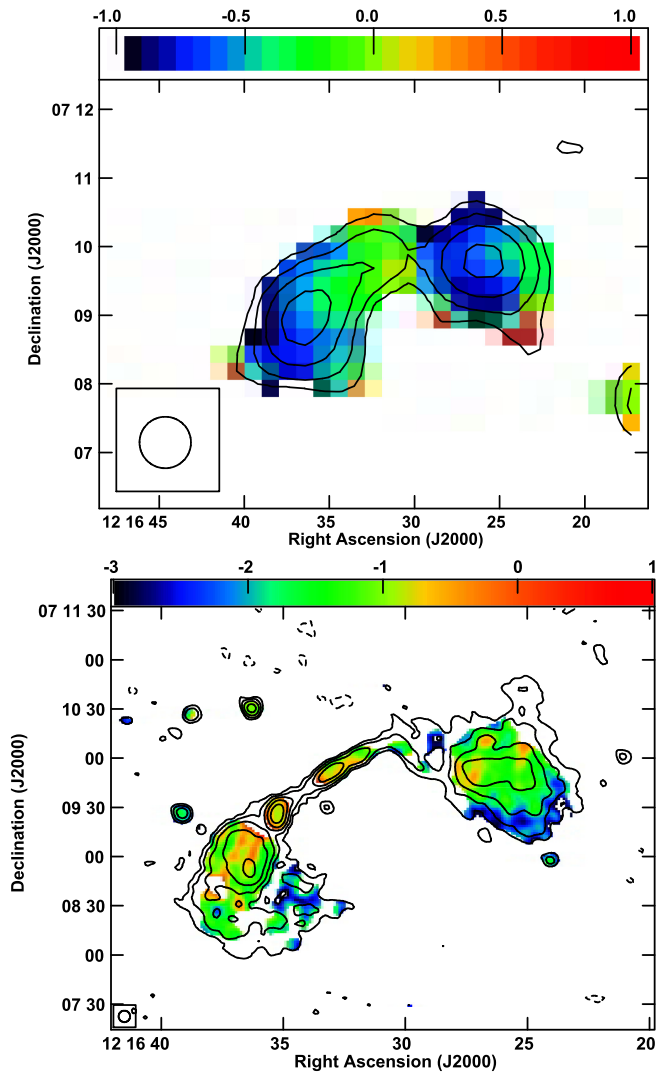 -1.0 -0.5 0.0 0.5 1.0
07 12
11
10
09
08
07
Declination (J2000)
12 16 45 40 35 30 25 20
Right Ascension (J2000)
-3 -2 -1 0 1
07 11 30
00
10 30
00
09 30
00
08 30
00
07 30
Declination (J2000)
12 16 40 35 30 25 20
Right Ascension (J2000)